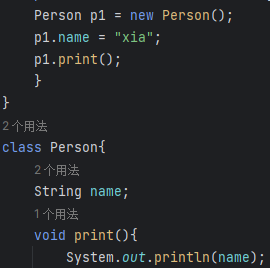 Person p1 = new Person();
p1.name = "xia";
p1.print();
}
}
2个用法
class Person{
2个用法
String name;
1个用法
void print(){
System.out.println(name);